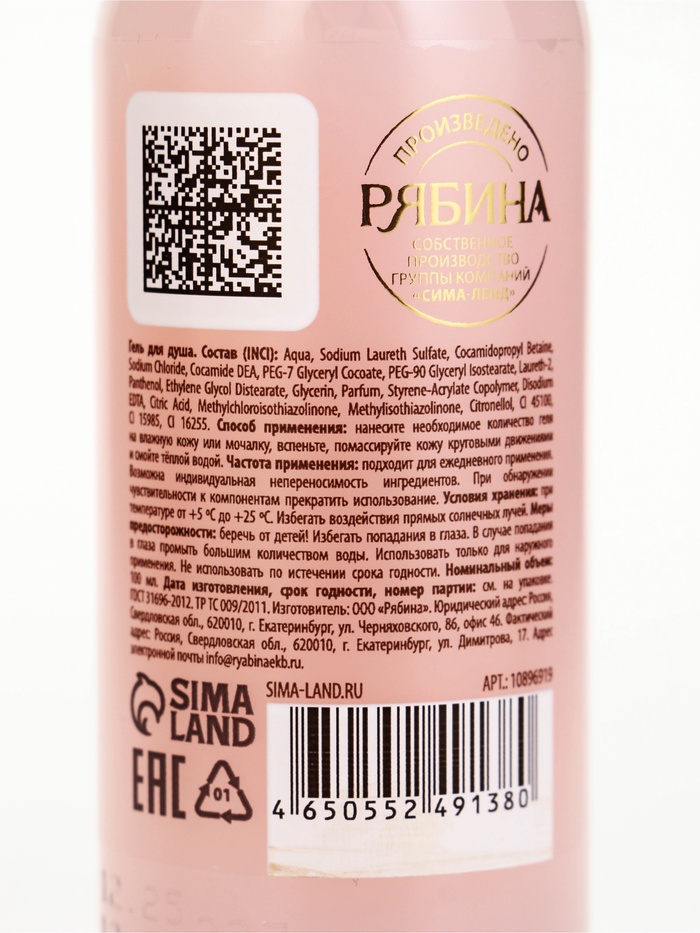 ПРОИЗВЕДЕНО
РЯБИНА
СОБСТВЕННОЕ
ПРОИЗВОДСТВО
ГРУППЫ КОМПАНИЙ
«СИМА-ЛЕНД»
Гель для душа. Состав (INCI): Aqua, Sodium Laureth Sulfate, Cocamidopropyl Betaine,
Sodium Chloride, Cocamide DEA, PEG-7 Glyceryl Cocoate, PEG-90 Glyceryl Isostearate, Laureth-2,
Panthenol, Ethylene Glycol Distearate, Glycerin, Parfum, Styrene-Acrylate Copolymer, Disodium
EDTA, Citric Acid, Methylchloroisothiazolinone, Methylisothiazolinone, Citronellol, CI 45100,
CI 15985, CI 16255. Способ применения: нанесите необходимое количество геля
на влажную кожу или мочалку, вспеньте, помассируйте кожу круговыми движениями
и смойте тёплой водой. Частота применения: подходит для ежедневного применения.
Возможна индивидуальная непереносимость ингредиентов. При обнаружении
чувствительности к компонентам прекратить использование. Условия хранения: при
температуре от +5 ºC до +25 ºC. Избегать воздействия прямых солнечных лучей. Меры
предосторожности: беречь от детей! Избегать попадания в глаза. В случае попадания
в глаза промыть большим количеством воды. Использовать только для наружного
применения. Не использовать по истечении срока годности. Номинальный объем:
100 мл. Дата изготовления, срок годности, номер партии: см. на упаковке.
ГОСТ 31696-2012, ТР ТС 009/2011. Изготовитель: ООО «Рябина». Юридический адрес: Россия,
Свердловская обл., 620010, г. Екатеринбург, ул. Черняховского, 86, офис 46. Фактический
адрес: Россия, Свердловская обл., 620010, г. Екатеринбург, ул. Димитрова, 17. Адрес
электронной почты info@ryabinaekb.ru.
SIMA
LAND
SIMA-LAND.RU
АРТ.: 10896919
EAC
01
4 650552 491380